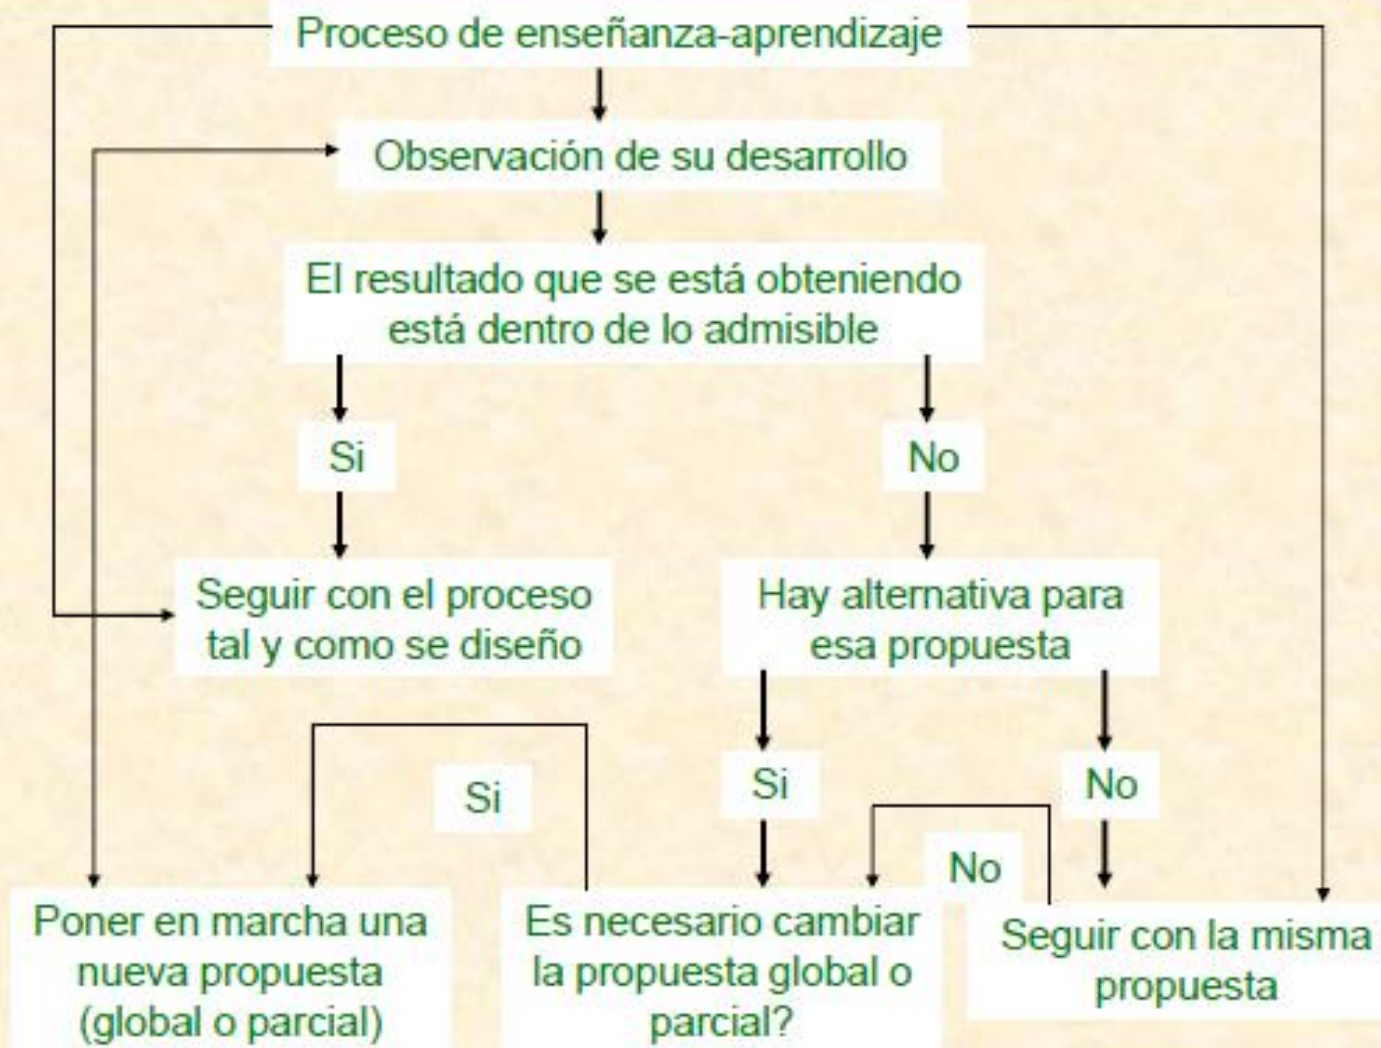 Proceso de enseñanza-aprendizaje
Observación de su desarrollo
El resultado que se está obteniendo
está dentro de lo admisible
Si
No
Seguir con el proceso
tal y como se diseño
Hay alternativa para
esa propuesta
Si
Si
No
No
Poner en marcha una
nueva propuesta
(global o parcial)
Es necesario cambiar
la propuesta global o
parcial?
Seguir con la misma
propuesta